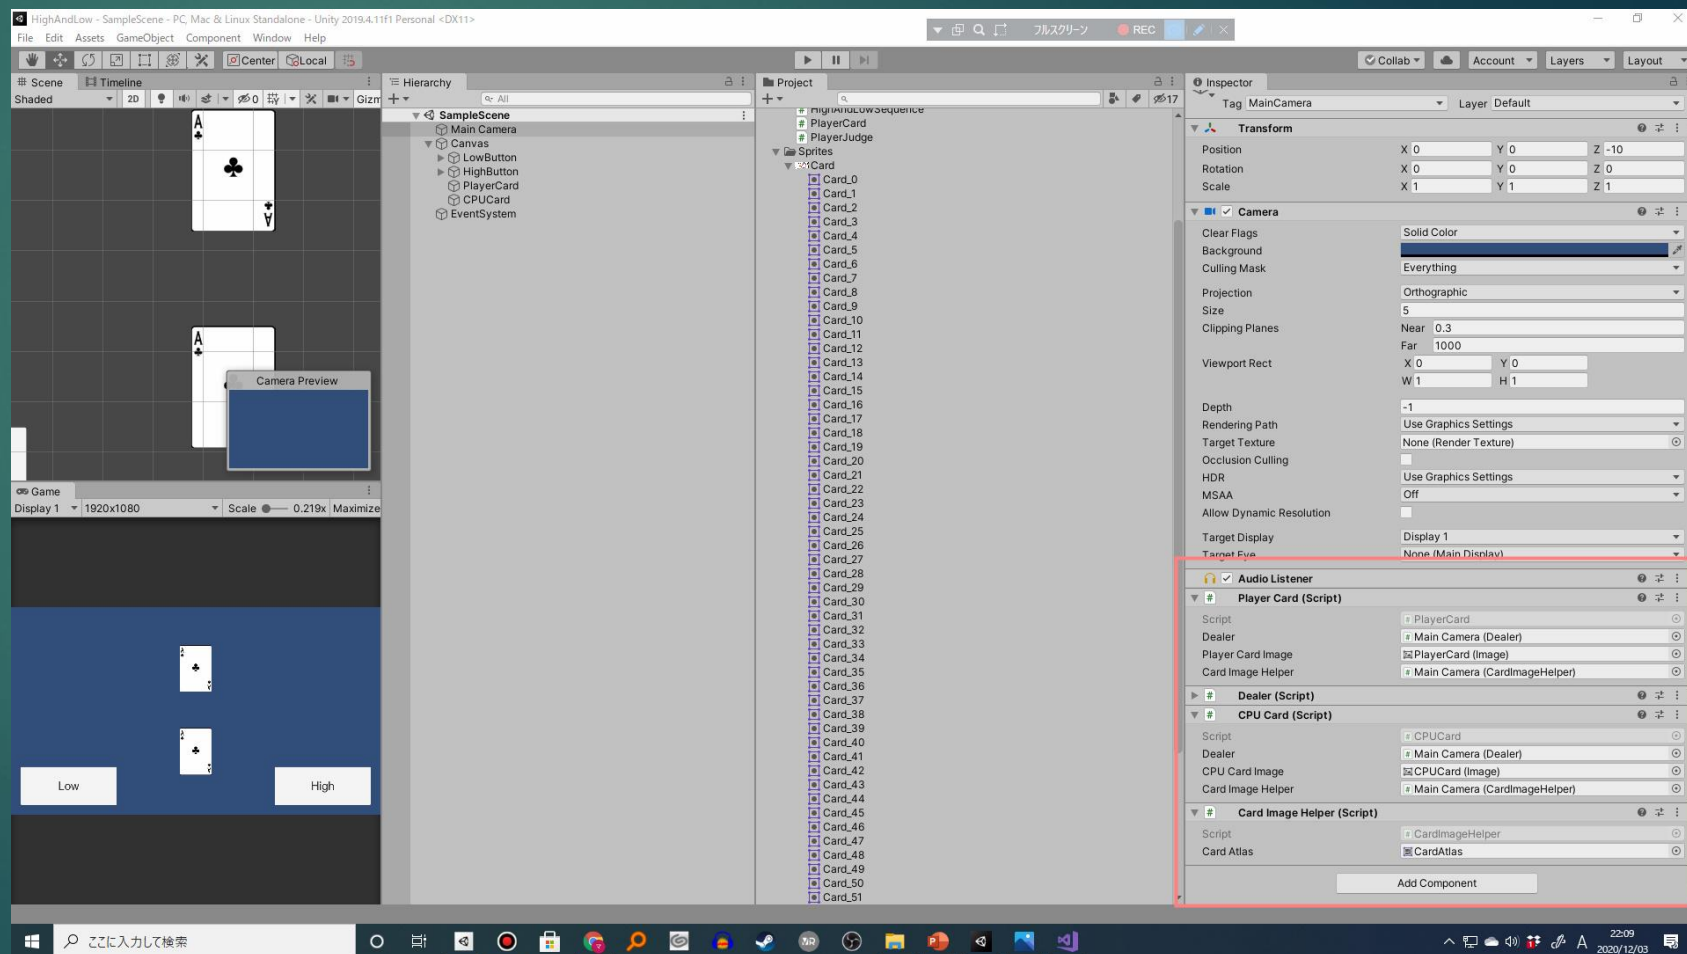 HighAndLow - SampleScene - PC, Mac & Linux Standalone - Unity 2019.4.11f1 Personal <DX11>
フルスクリーン REC
File Edit Assets GameObject Component Window Help
Center Local
Collab Account Layers Layout
Scene Timeline
Shaded 2D 0 Gizm
A
A
A
Camera Preview
Game
Display 1 1920x1080 Scale 0.219x Maximize
Low
High
Hierarchy
All
SampleScene
Main Camera
Canvas
LowButton
HighButton
PlayerCard
CPUCard
EventSystem
Project
17
HighAndLowSequence
PlayerCard
PlayerJudge
Sprites
Card
Card_0
Card_1
Card_2
Card_3
Card_4
Card_5
Card_6
Card_7
Card_8
Card_9
Card_10
Card_11
Card_12
Card_13
Card_14
Card_15
Card_16
Card_17
Card_18
Card_19
Card_20
Card_21
Card_22
Card_23
Card_24
Card_25
Card_26
Card_27
Card_28
Card_29
Card_30
Card_31
Card_32
Card_33
Card_34
Card_35
Card_36
Card_37
Card_38
Card_39
Card_40
Card_41
Card_42
Card_43
Card_44
Card_45
Card_46
Card_47
Card_48
Card_49
Card_50
Card_51
Inspector
Tag MainCamera Layer Default
Transform
Position X 0 Y 0 Z -10
Rotation X 0 Y 0 Z 0
Scale X 1 Y 1 Z 1
Camera
Clear Flags Solid Color
Background
Culling Mask Everything
Projection Orthographic
Size 5
Clipping Planes Near 0.3
Far 1000
Viewport Rect X 0 Y 0
W 1 H 1
Depth -1
Rendering Path Use Graphics Settings
Target Texture None (Render Texture)
Occlusion Culling
HDR Use Graphics Settings
MSAA Off
Allow Dynamic Resolution
Target Display Display 1
Target Eye None (Main Display)
Audio Listener
Player Card (Script)
Script PlayerCard
Dealer Main Camera (Dealer)
Player Card Image PlayerCard (Image)
Card Image Helper Main Camera (CardImageHelper)
Dealer (Script)
CPU Card (Script)
Script CPUCard
Dealer Main Camera (Dealer)
CPU Card Image CPUCard (Image)
Card Image Helper Main Camera (CardImageHelper)
Card Image Helper (Script)
Script CardImageHelper
Card Atlas CardAtlas
Add Component
ここに入力して検索
A
22:09
2020/12/03